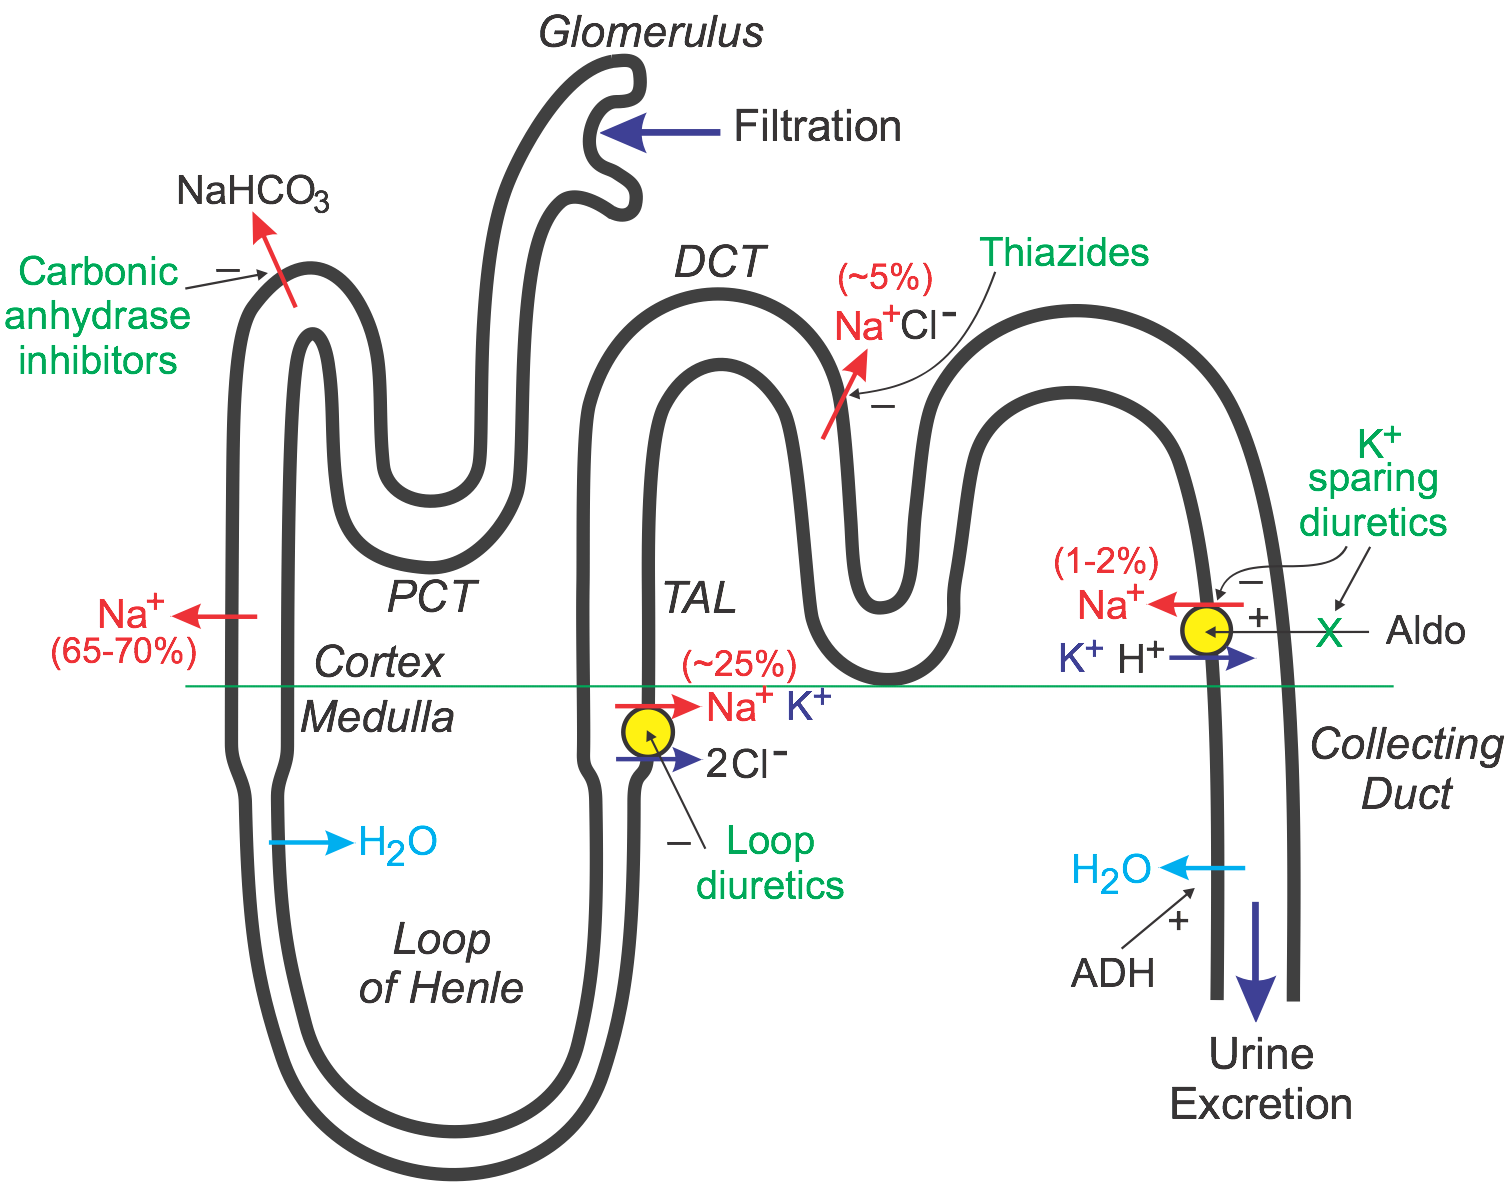 Glomerulus
Filtration
NaHCO₃
Carbonic
anhydrase
inhibitors
–
DCT
Thiazides
(~5%)
Na⁺Cl⁻
–
K⁺
sparing
diuretics
PCT
TAL
Na⁺
(65-70%)
Cortex
Medulla
(~25%)
Na⁺ K⁺
2Cl⁻
(1-2%)
Na⁺
–
+
X
Aldo
K⁺ H⁺
Collecting
Duct
H₂O
–
Loop
diuretics
Loop
of Henle
H₂O
+
ADH
Urine
Excretion